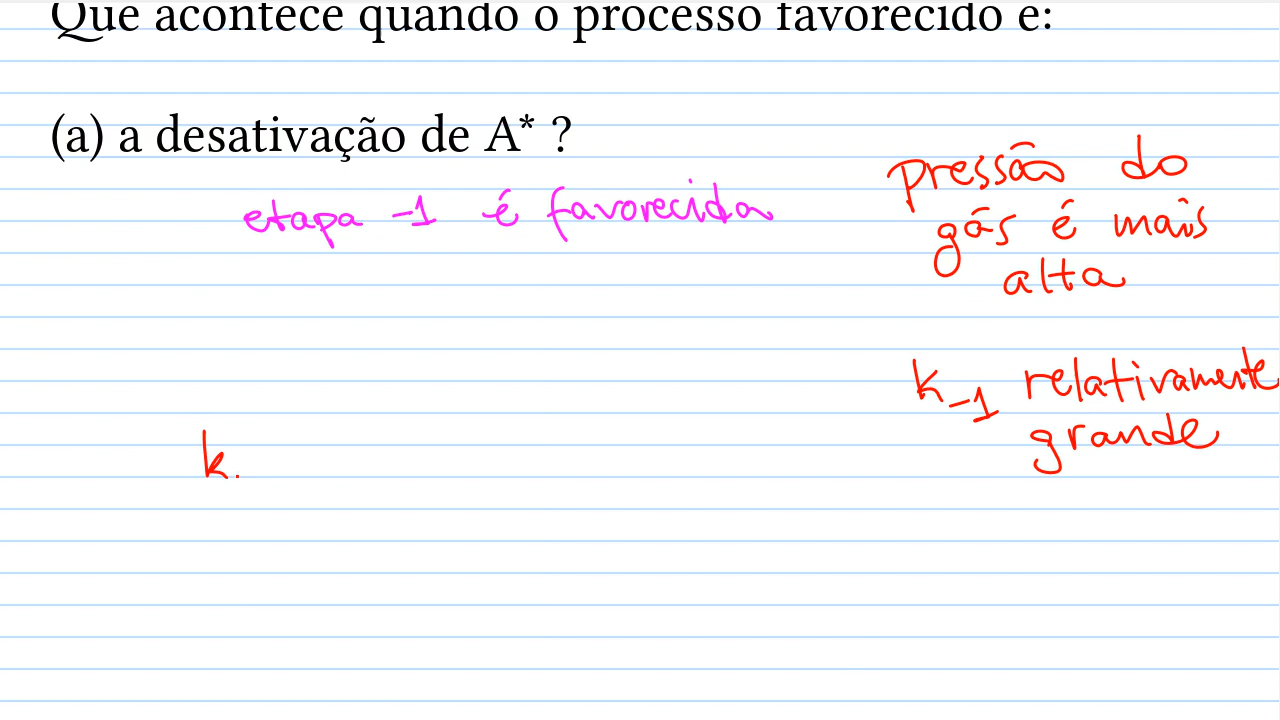 Que acontece quando o processo favorecido e:
(a) a desativação de A* ?
etapa -1 é favorecida
pressão do
gás é mais
alta
k-1 relativamente
grande
k.